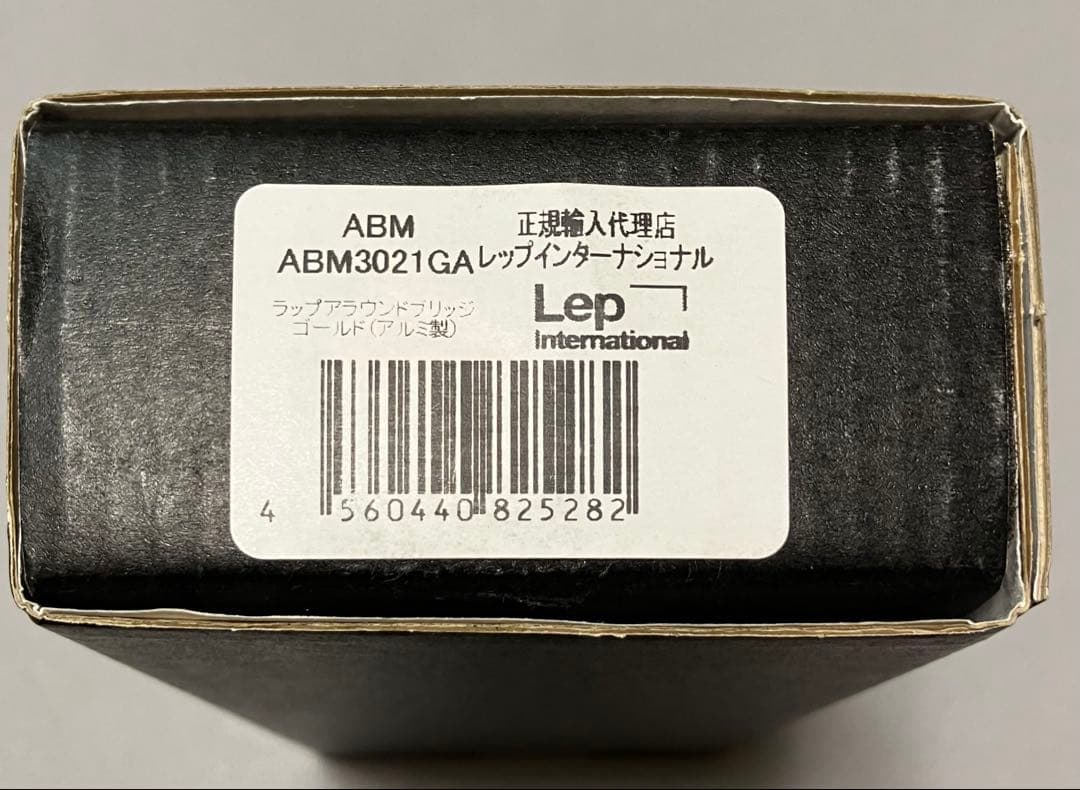 ABM
ABM3021GA
正規輸入代理店
レップインターナショナル
ラップアラウンドブリッジ
ゴールド(アルミ製)
Lep
International
4 560440 825282